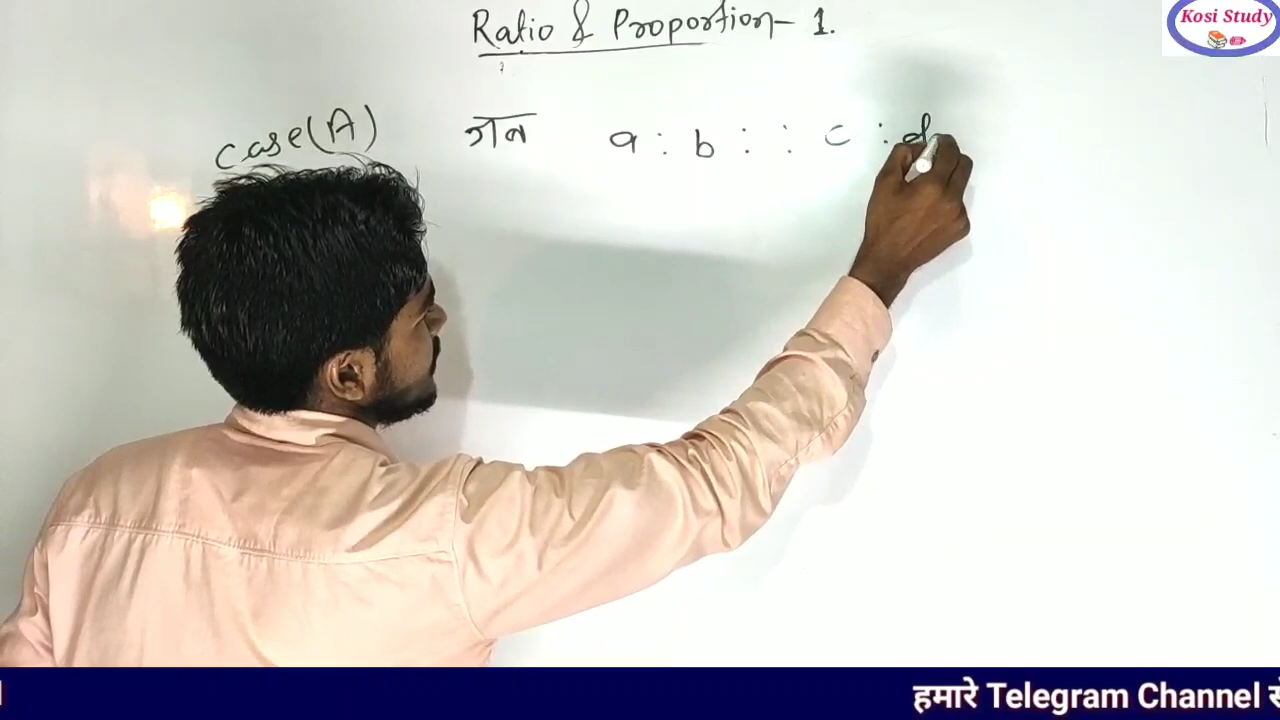 Ratio & Proportion- 1.
Kosi Study
Case(A) जब a : b : : c : d
हमारे Telegram Channel से